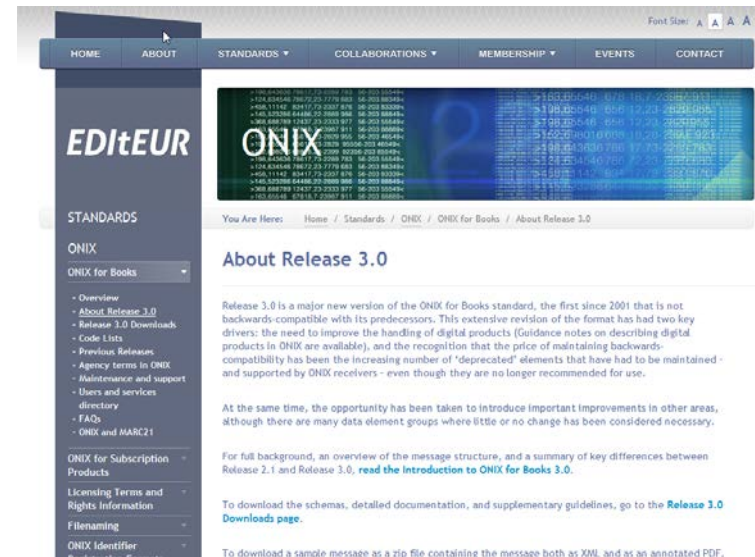 Font Size: A A A A
HOME ABOUT STANDARDS ▼ COLLABORATIONS ▼ MEMBERSHIP ▼ EVENTS CONTACT
EDItEUR
ONIX
STANDARDS
ONIX
ONIX for Books
- Overview
- About Release 3.0
- Release 3.0 Downloads
- Code Lists
- Previous Releases
- Agency terms in ONIX
- Maintenance and support
- Users and services
directory
- FAQs
- ONIX and MARC21
ONIX for Subscription
Products
Licensing Terms and
Rights Information
Filenaming
ONIX Identifier
You Are Here: Home / Standards / ONIX / ONIX for Books / About Release 3.0
About Release 3.0
Release 3.0 is a major new version of the ONIX for Books standard, the first since 2001 that is not
backwards-compatible with its predecessors. This extensive revision of the format has had two key
drivers: the need to improve the handling of digital products (Guidance notes on describing digital
products in ONIX are available), and the recognition that the price of maintaining backwards-
compatibility has been the increasing number of 'deprecated' elements that have had to be maintained -
and supported by ONIX receivers - even though they are no longer recommended for use.
At the same time, the opportunity has been taken to introduce important improvements in other areas,
although there are many data element groups where little or no change has been considered necessary.
For full background, an overview of the message structure, and a summary of key differences between
Release 2.1 and Release 3.0, read the Introduction to ONIX for Books 3.0.
To download the schemas, detailed documentation, and supplementary guidelines, go to the Release 3.0
Downloads page.
To download a sample message as a zip file containing the message both as XML and as an annotated PDF,